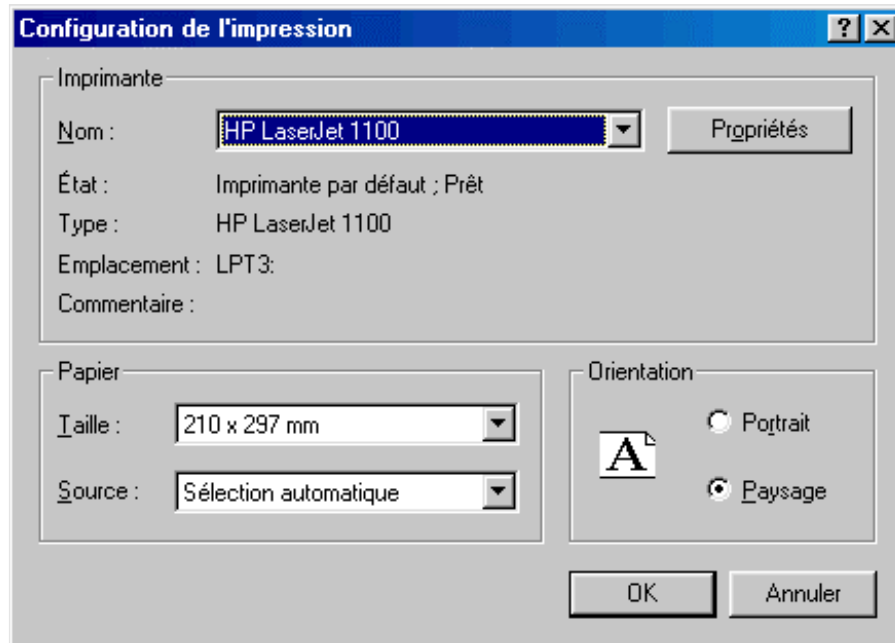 Configuration de l'impression
Imprimante
Nom : HP LaserJet 1100 Propriétés
État : Imprimante par défaut ; Prêt
Type : HP LaserJet 1100
Emplacement : LPT3:
Commentaire :
Papier
Taille : 210 x 297 mm
Source : Sélection automatique
Orientation
A
Portrait
Paysage
OK Annuler